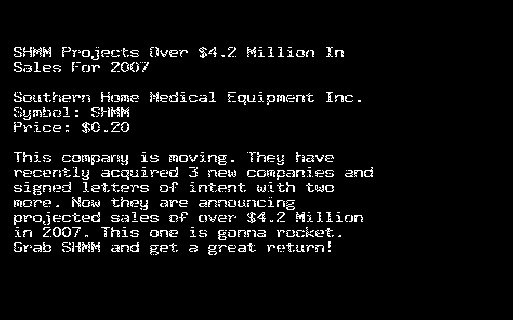 SHMM Projects Over $4.2 Million In
Sales For 2007
Southern Home Medical Equipment Inc.
Symbol: SHMM
Price: $0.20
This company is moving. They have
recently acquired 3 new companies and
signed letters of intent with two
more. Now they are announcing
projected sales of over $4.2 Million
in 2007. This one is gonna rocket.
Grab SHMM and get a great return!